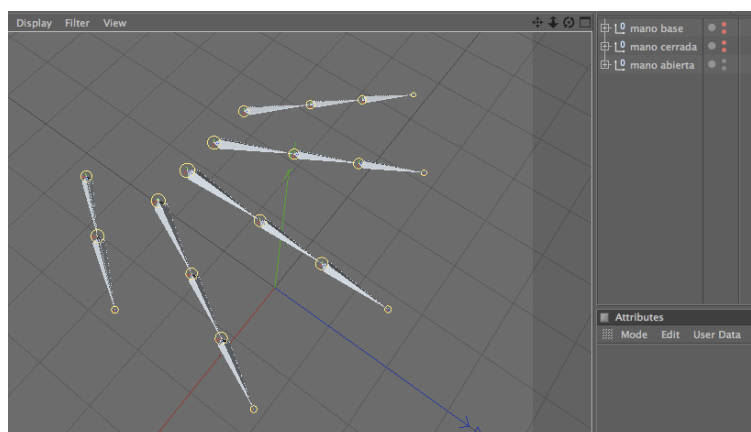 Display Filter View
mano base
mano cerrada
mano abierta
Attributes
Mode Edit User Data